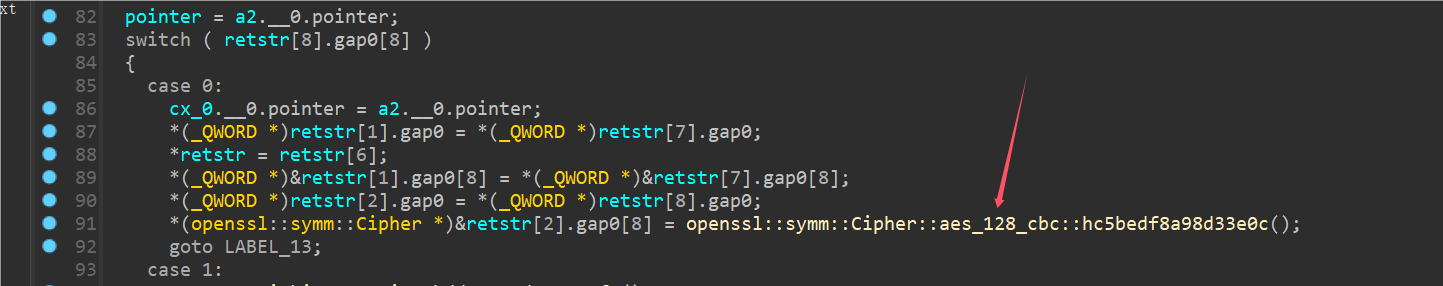 xt
82 pointer = a2.__0.pointer;
83 switch ( retstr[8].gap0[8] )
84 {
85 case 0:
86 cx_0.__0.pointer = a2.__0.pointer;
87 *(_QWORD *)retstr[1].gap0 = *(_QWORD *)retstr[7].gap0;
88 *retstr = retstr[6];
89 *(_QWORD *)&retstr[1].gap0[8] = *(_QWORD *)&retstr[7].gap0[8];
90 *(_QWORD *)retstr[2].gap0 = *(_QWORD *)retstr[8].gap0;
91 *(openssl::symm::Cipher *)&retstr[2].gap0[8] = openssl::symm::Cipher::aes_128_cbc::hc5bedf8a98d33e0c();
92 goto LABEL_13;
93 case 1: